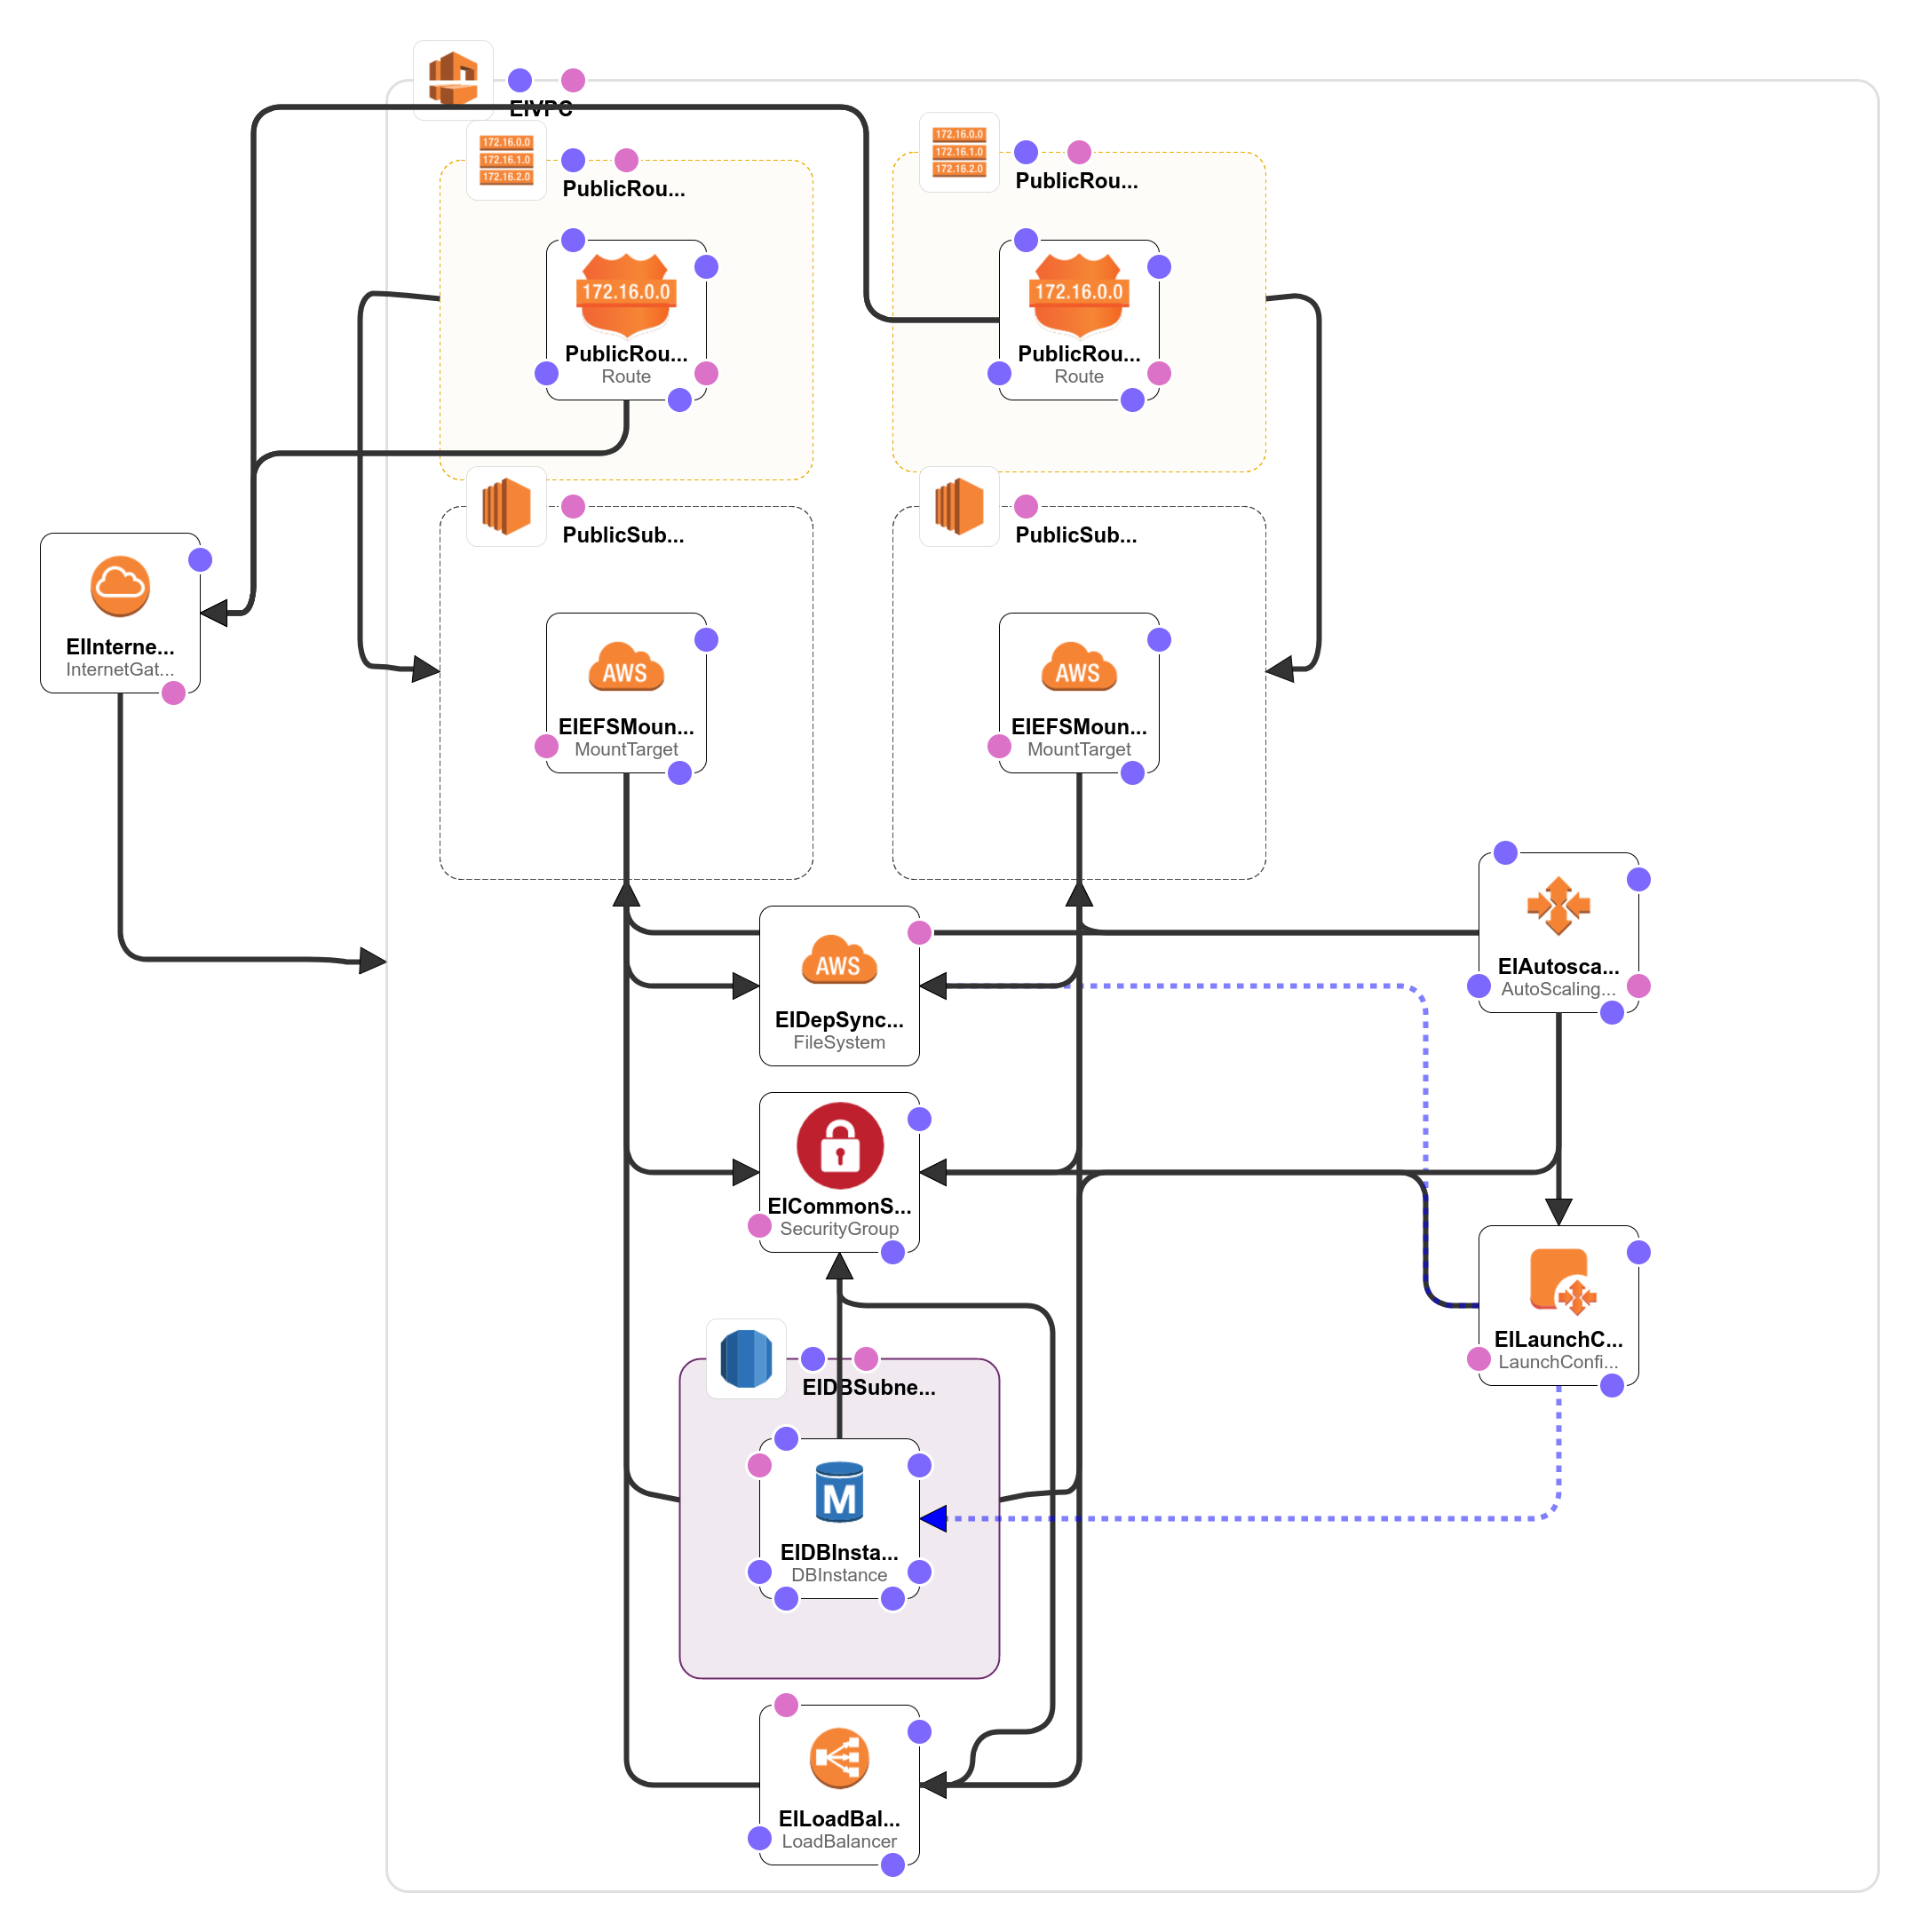 EIVPC
172.16.0.0
172.16.1.0
172.16.2.0
PublicRou...
172.16.0.0
172.16.1.0
172.16.2.0
PublicRou...
172.16.0.0
PublicRou...
Route
172.16.0.0
PublicRou...
Route
PublicSub...
PublicSub...
EIInterne...
InternetGat...
AWS
EIEFSMoun...
MountTarget
AWS
EIEFSMoun...
MountTarget
AWS
EIDepSync...
FileSystem
EIAutosca...
AutoScaling...
EICommonS...
SecurityGroup
EILaunchC...
LaunchConfi...
EIDBSubne...
M
EIDBInsta...
DBInstance
EILoadBal...
LoadBalancer